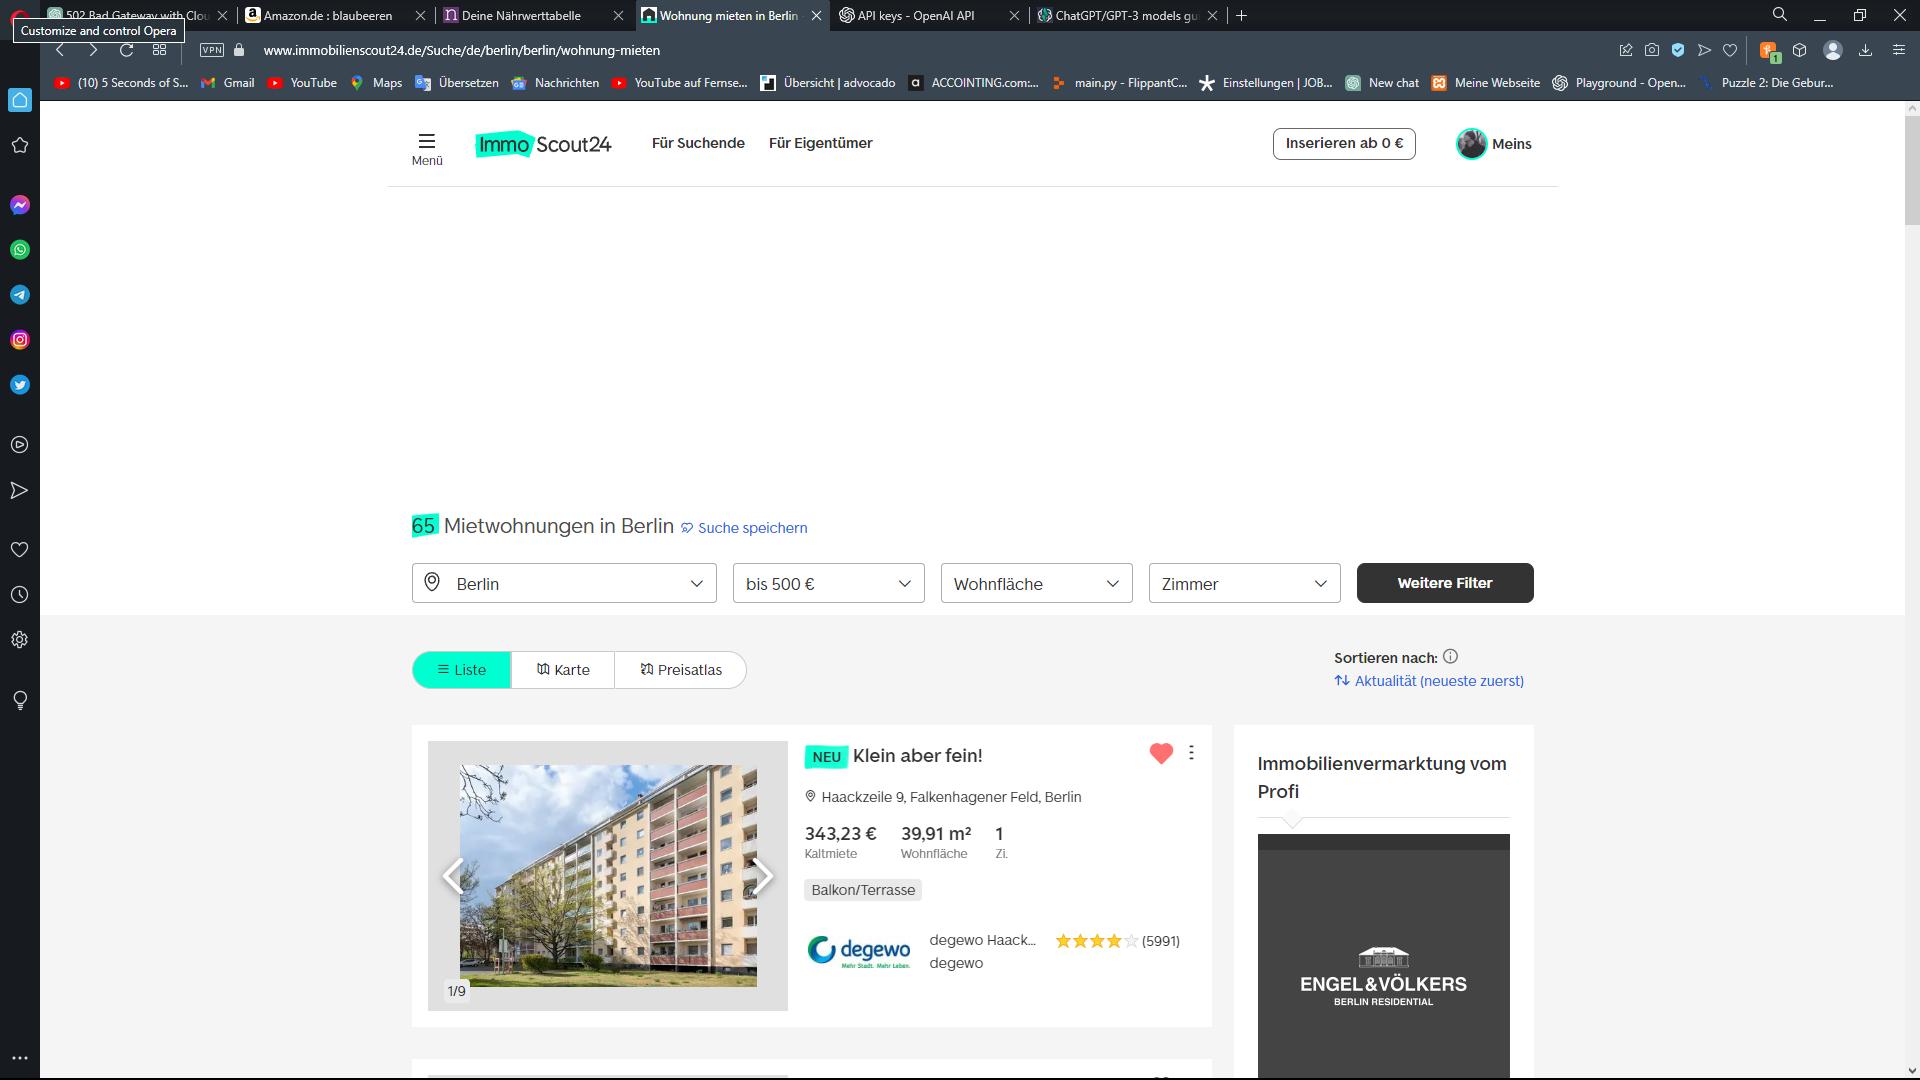 502 Bad Gateway with Clou
Amazon.de : blaubeeren
Deine Nährwerttabelle
Wohnung mieten in Berlin
API keys - OpenAI API
ChatGPT/GPT-3 models gu
Customize and control Opera
VPN
www.immobilienscout24.de/Suche/de/berlin/berlin/wohnung-mieten
1
(10) 5 Seconds of S...
Gmail
YouTube
Maps
Übersetzen
Nachrichten
YouTube auf Fernse...
Übersicht | advocado
ACCOINTING.com:...
main.py - FlippantC...
Einstellungen | JOB...
New chat
Meine Webseite
Playground - Open...
Puzzle 2: Die Gebur...
Menü
ImmoScout24
Für Suchende
Für Eigentümer
Inserieren ab 0 €
Meins
65 Mietwohnungen in Berlin
Suche speichern
Berlin
bis 500 €
Wohnfläche
Zimmer
Weitere Filter
Liste
Karte
Preisatlas
Sortieren nach:
Aktualität (neueste zuerst)
NEU Klein aber fein!
Haackzeile 9, Falkenhagener Feld, Berlin
343,23 € 39,91 m² 1
Kaltmiete Wohnfläche Zi.
Balkon/Terrasse
degewo
Mehr Stadt. Mehr Leben.
degewo Haack...
degewo
(5991)
1/9
Immobilienvermarktung vom
Profi
ENGEL&VÖLKERS
BERLIN RESIDENTIAL